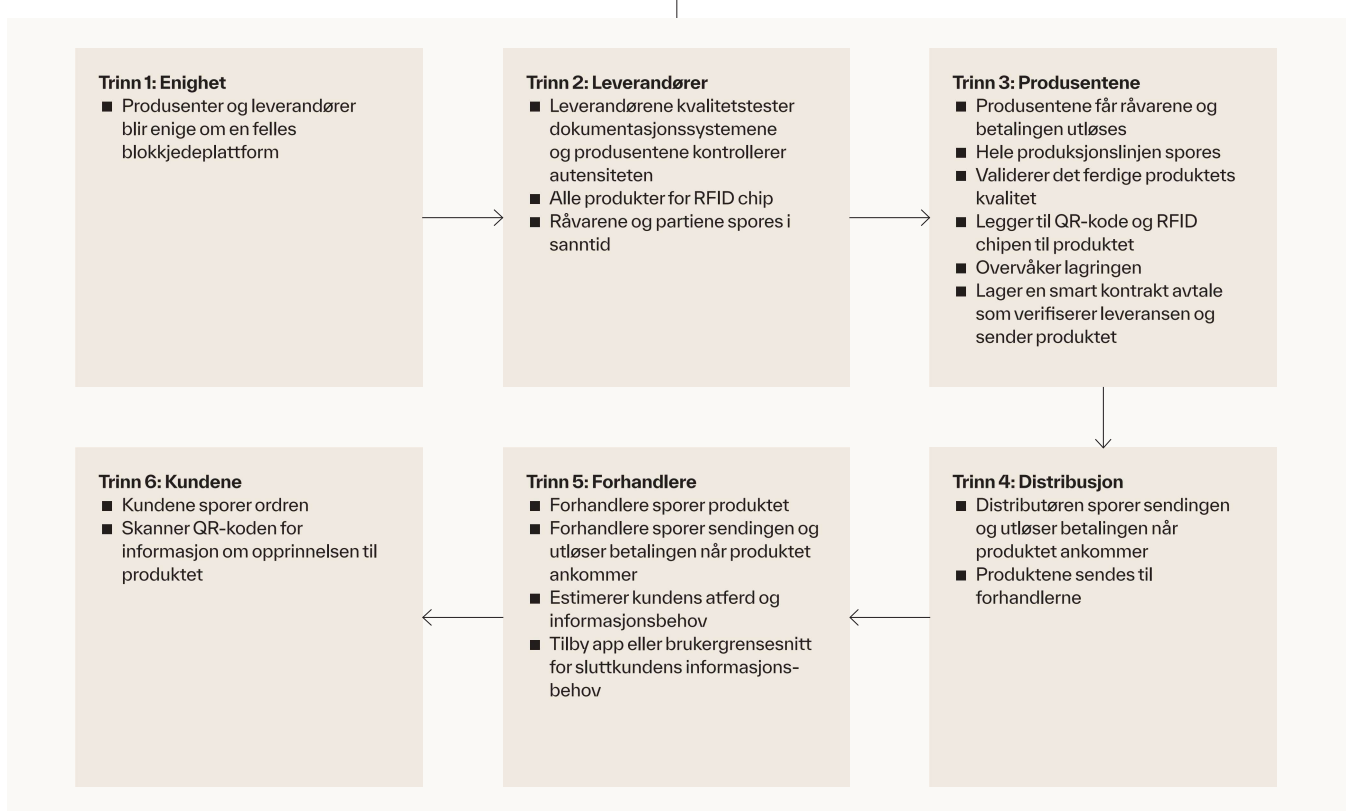 Trinn 1: Enighet
■ Produsenter og leverandører
blir enige om en felles
blokkjedeplattform
Trinn 2: Leverandører
■ Leverandørene kvalitetstester
dokumentasjonssystemene
og produsentene kontrollerer
autensiteten
■ Alle produkter for RFID chip
■ Råvarene og partiene spores i
sanntid
Trinn 3: Produsentene
■ Produsentene får råvarene og
betalingen utløses
■ Hele produksjonslinjen spores
■ Validerer det ferdige produktets
kvalitet
■ Legger til QR-kode og RFID
chipen til produktet
■ Overvåker lagringen
■ Lager en smart kontrakt avtale
som verifiserer leveransen og
sender produktet
Trinn 4: Distribusjon
■ Distributøren sporer sendingen
og utløser betalingen når
produktet ankommer
■ Produktene sendes til
forhandlerne
Trinn 5: Forhandlere
■ Forhandlere sporer produktet
■ Forhandlere sporer sendingen og
utløser betalingen når produktet
ankommer
■ Estimerer kundens atferd og
informasjonsbehov
■ Tilby app eller brukergrensesnitt
for sluttkundens informasjons-
behov
Trinn 6: Kundene
■ Kundene sporer ordren
■ Skanner QR-koden for
informasjon om opprinnelsen til
produktet